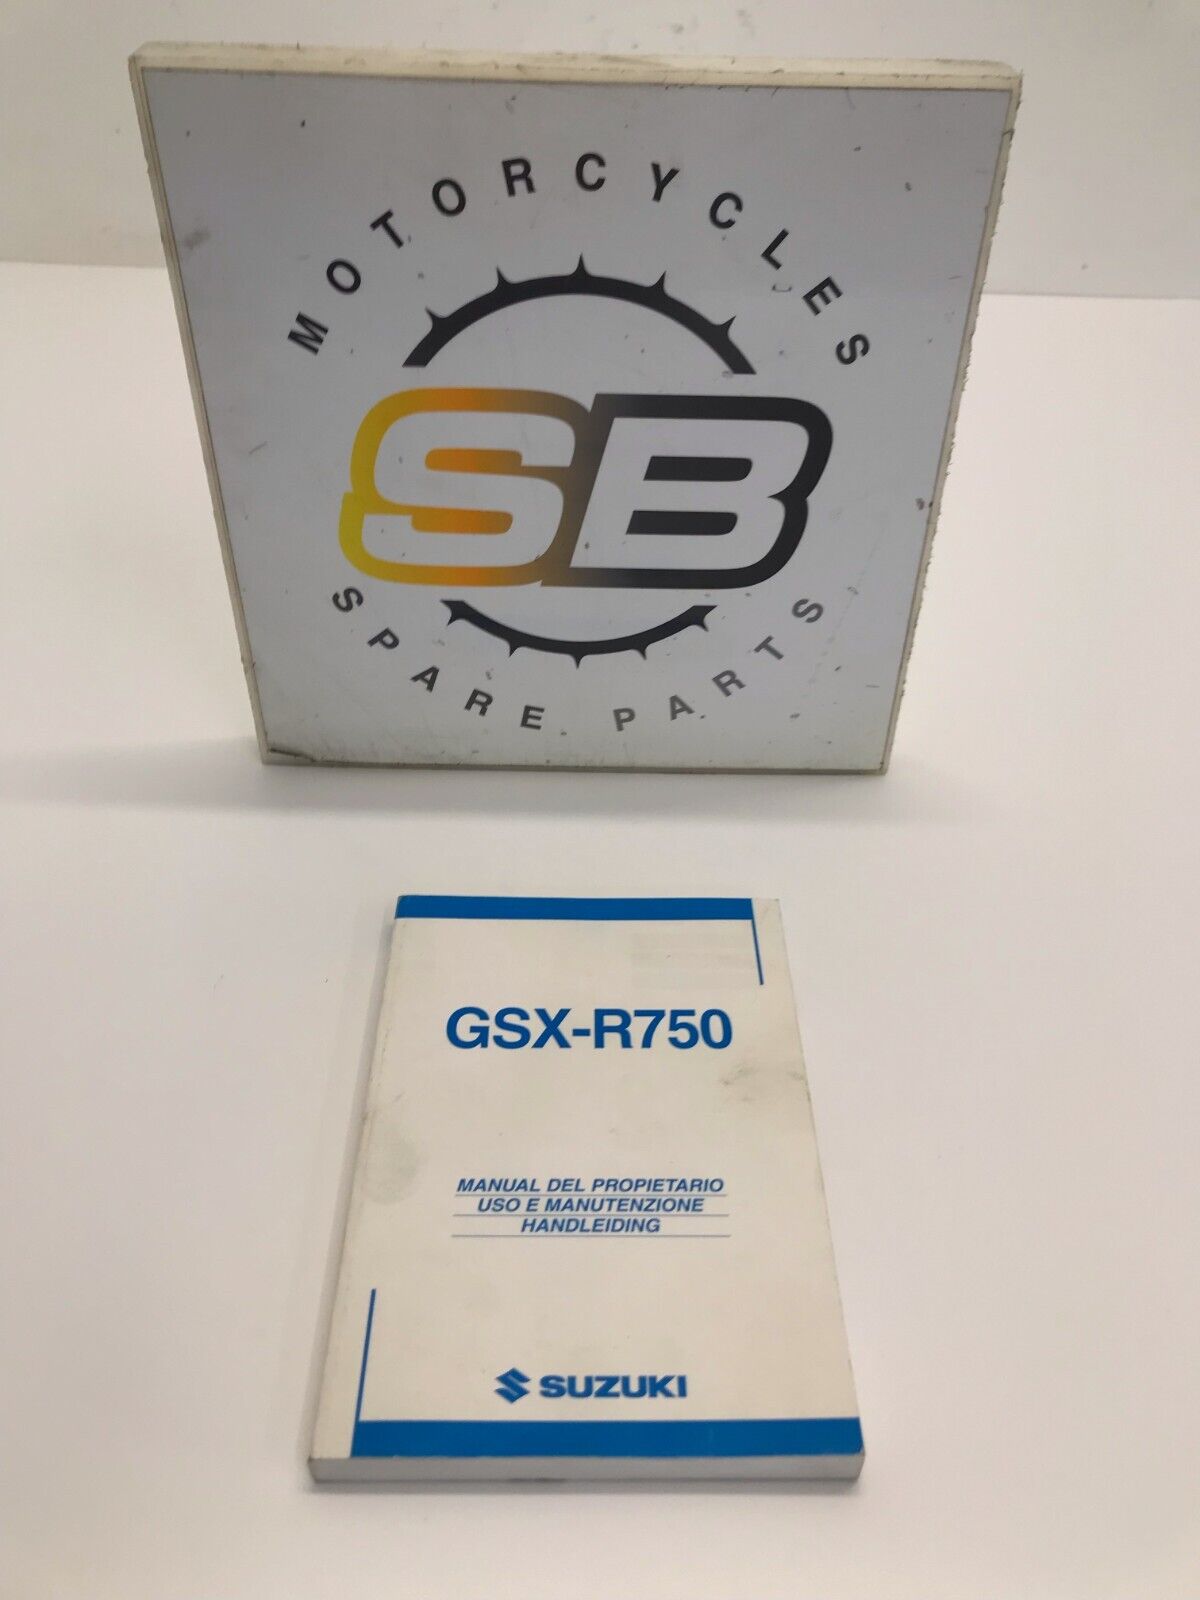 MOTORCYCLES
SB
SPARE PARTS
GSX-R750
MANUAL DEL PROPIETARIO
USO E MANUTENZIONE
HANDLEIDING
SUZUKI